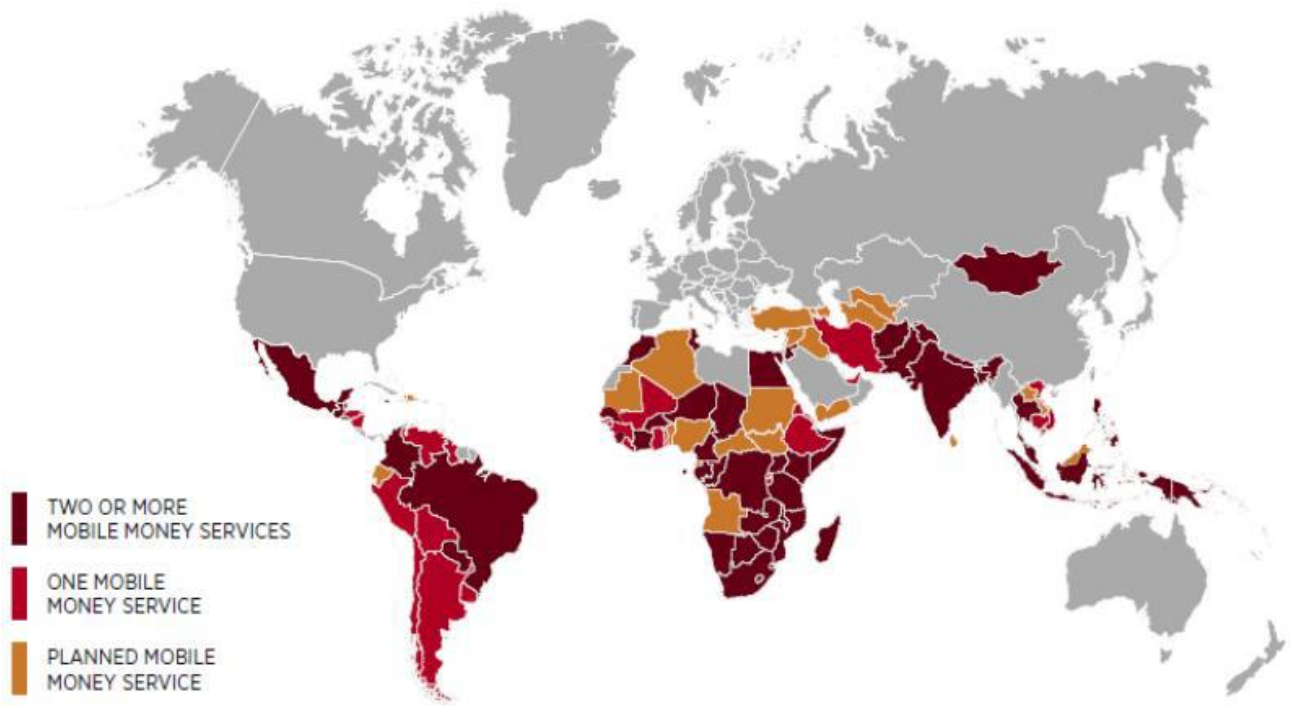 TWO OR MORE
MOBILE MONEY SERVICES
ONE MOBILE
MONEY SERVICE
PLANNED MOBILE
MONEY SERVICE